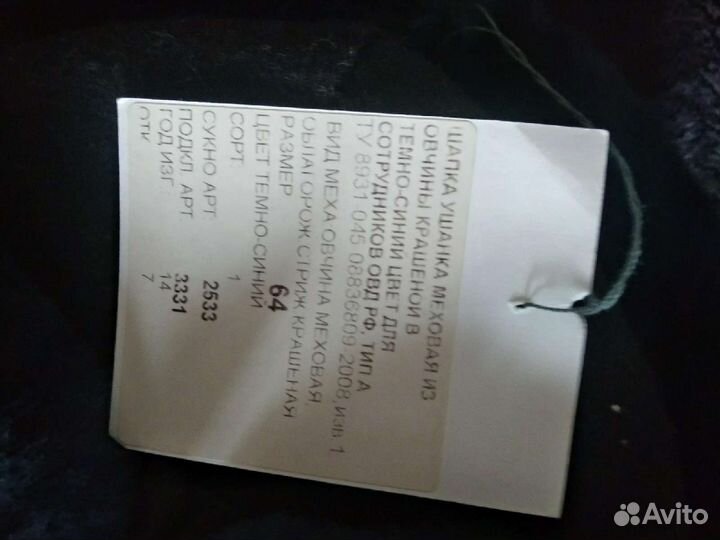 ШАПКА УШАНКА МЕХОВАЯ ИЗ
ОВЧИНЫ КРАШЕНОЙ В
ТЕМНО-СИНИЙ ЦВЕТ ДЛЯ
СОТРУДНИКОВ ОВД РФ, ТИП А
ТУ 8931 045 08836809 2008, изв. 1
ВИД МЕХА ОВЧИНА МЕХОВАЯ,
ОБЛАГОРОЖ СТРИЖ КРАШЕНАЯ
РАЗМЕР 64
ЦВЕТ ТЕМНО-СИНИЙ
СОРТ. 1
СУКНО АРТ. 2533
ПОДКЛ. АРТ. 3331
ГОД ИЗГ 14
ОТК 7
Avito